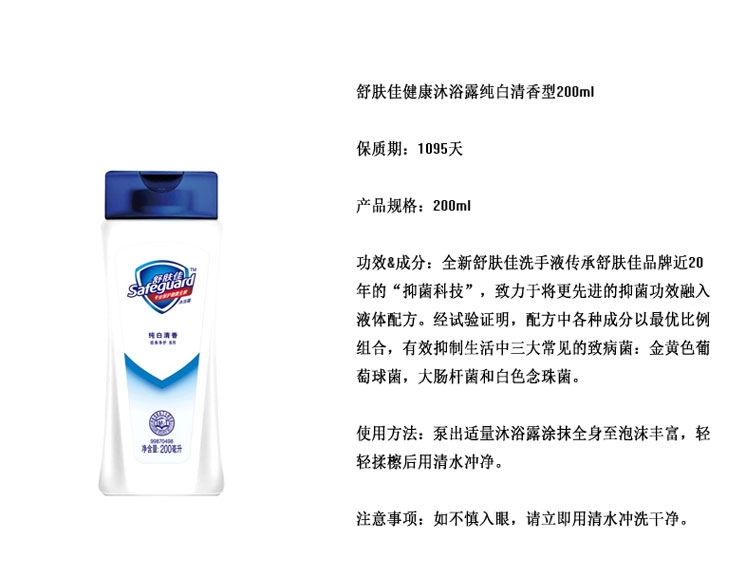 舒肤佳健康沐浴露纯白清香型200ml
保质期：1095天
产品规格：200ml
功效&成分：全新舒肤佳洗手液传承舒肤佳品牌近20
年的“抑菌科技”，致力于将更先进的抑菌功效融入
液体配方。经试验证明，配方中各种成分以最优比例
组合，有效抑制生活中三大常见的致病菌：金黄色葡
萄球菌，大肠杆菌和白色念珠菌。
使用方法：泵出适量沐浴露涂抹全身至泡沫丰富，轻
轻揉檫后用清水冲净。
注意事项：如不慎入眼，请立即用清水冲洗干净。
舒肤佳
Safeguard™
沐浴露
纯白清香
99870498
净含量:200毫升